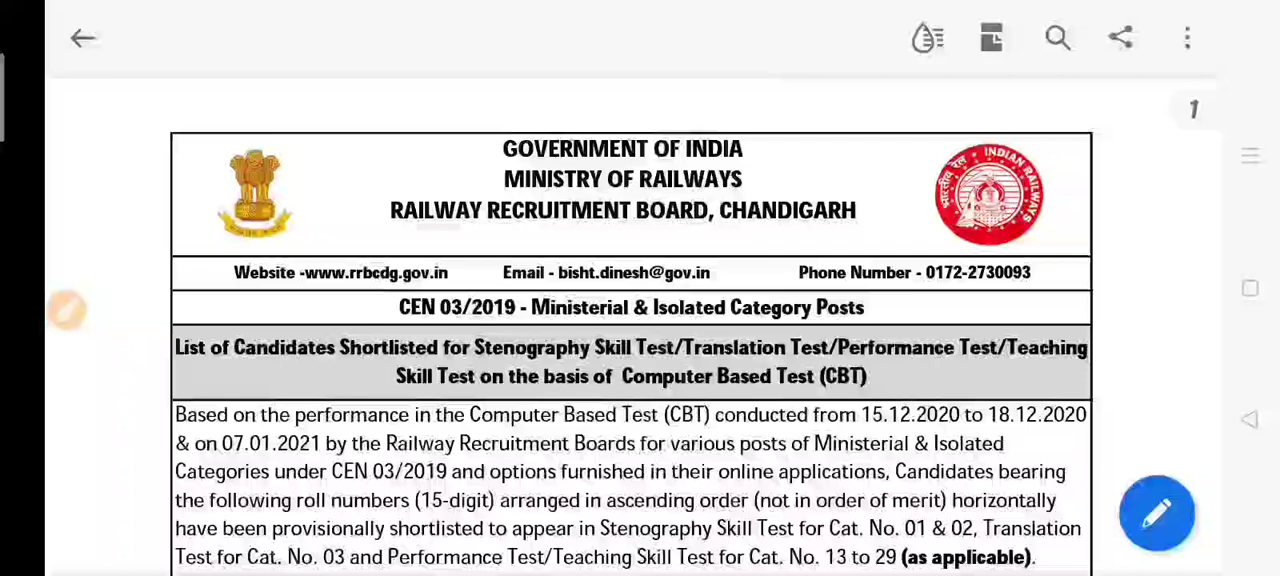 1
GOVERNMENT OF INDIA
MINISTRY OF RAILWAYS
RAILWAY RECRUITMENT BOARD, CHANDIGARH
भारतीय रेल • INDIAN RAILWAYS
Website -www.rrbcdg.gov.in Email - bisht.dinesh@gov.in Phone Number - 0172-2730093
CEN 03/2019 - Ministerial & Isolated Category Posts
List of Candidates Shortlisted for Stenography Skill Test/Translation Test/Performance Test/Teaching
Skill Test on the basis of Computer Based Test (CBT)
Based on the performance in the Computer Based Test (CBT) conducted from 15.12.2020 to 18.12.2020
& on 07.01.2021 by the Railway Recruitment Boards for various posts of Ministerial & Isolated
Categories under CEN 03/2019 and options furnished in their online applications, Candidates bearing
the following roll numbers (15-digit) arranged in ascending order (not in order of merit) horizontally
have been provisionally shortlisted to appear in Stenography Skill Test for Cat. No. 01 & 02, Translation
Test for Cat. No. 03 and Performance Test/Teaching Skill Test for Cat. No. 13 to 29 (as applicable).